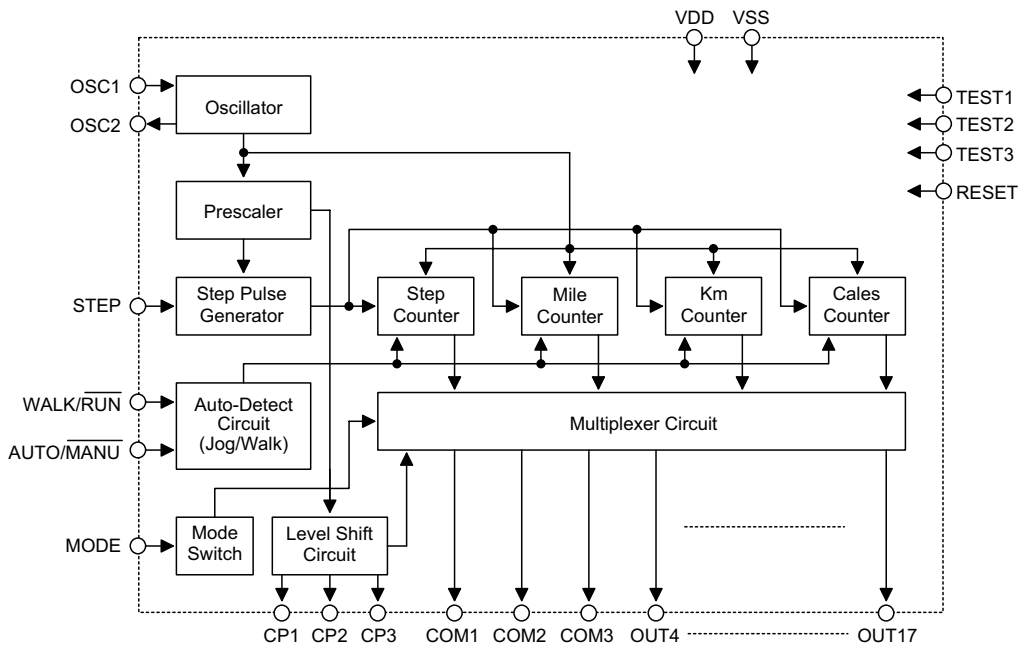 VDD VSS
OSC1
Oscillator
OSC2
TEST1
TEST2
TEST3
RESET
Prescaler
STEP
Step Pulse
Generator
Step
Counter
Mile
Counter
Km
Counter
Cales
Counter
WALK/RUN
AUTO/MANU
Auto-Detect
Circuit
(Jog/Walk)
Multiplexer Circuit
MODE
Mode
Switch
Level Shift
Circuit
CP1 CP2 CP3 COM1 COM2 COM3 OUT4 OUT17